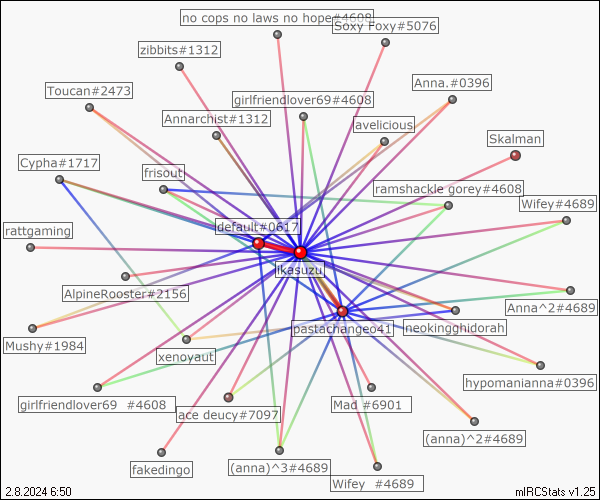 no cops no laws no hope#4608
Soxy Foxy#5076
zibbits#1312
Anna.#0396
Toucan#2473
girlfriendlover69#4608
Annarchist#1312
avelicious
Skalman
Cypha#1717
frisout
ramshackle gorey#4608
Wifey#4689
default#0617
rattgaming
ikasuzu
AlpineRooster#2156
Anna^2#4689
pastachangeo41
neokingghidorah
Mushy#1984
xenoyaut
hypomanianna#0396
girlfriendlover69 #4608
Mad #6901
ace deucy#7097
(anna)^2#4689
fakedingo
(anna)^3#4689
Wifey #4689
2.8.2024 6:50
mIRCStats v1.25